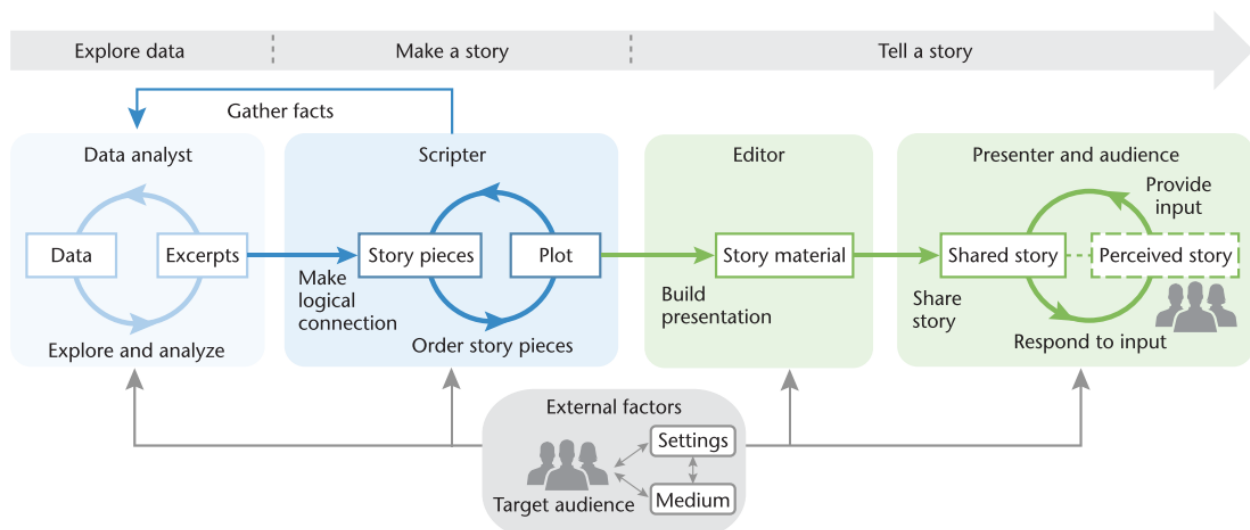 Explore data
Make a story
Tell a story
Gather facts
Data analyst
Scripter
Editor
Presenter and audience
Provide
input
Data
Excerpts
Story pieces
Plot
Story material
Shared story
Perceived story
Make
logical
connection
Build
presentation
Share
story
Explore and analyze
Order story pieces
Respond to input
External factors
Settings
Target audience
Medium